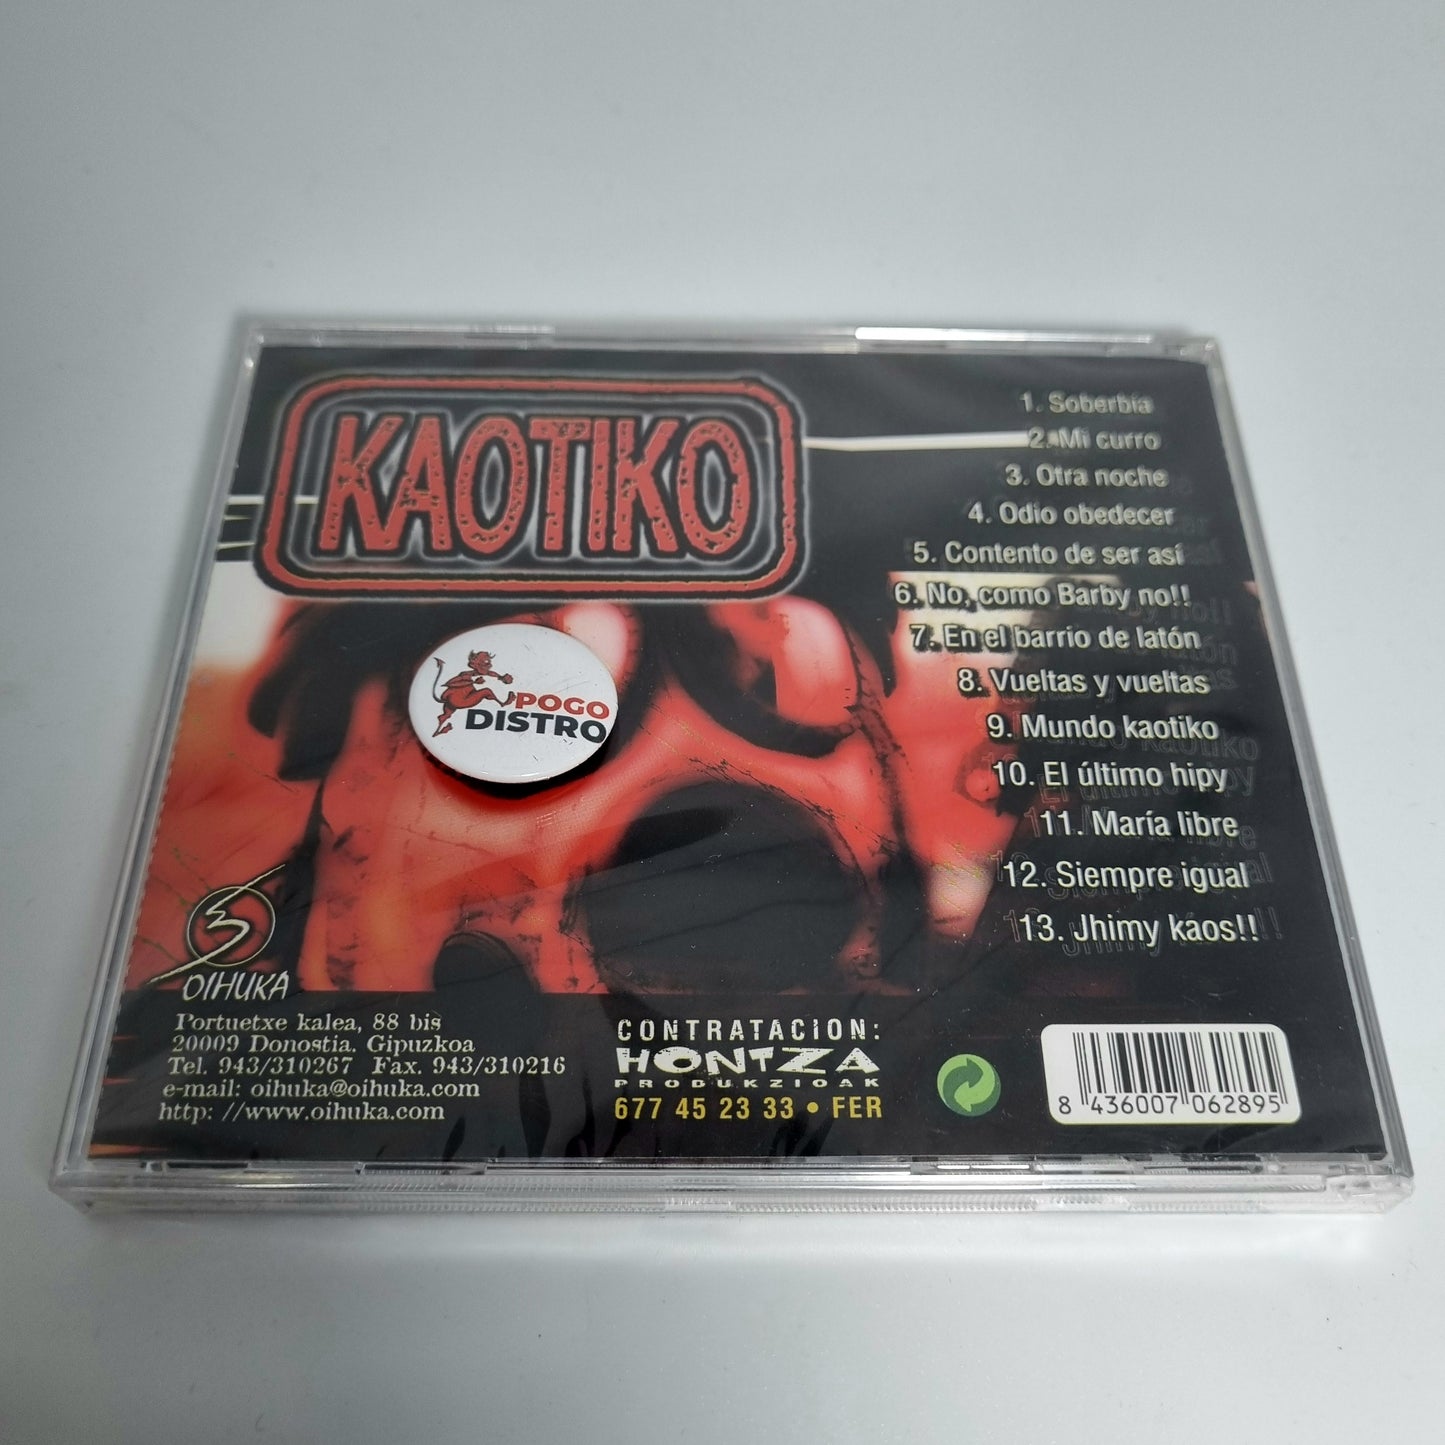 KAOTIKO
1. Soberbia
2. Mi curro
3. Otra noche
4. Odio obedecer
5. Contento de ser así
6. No, como Barby no!!
7. En el barrio de latón
8. Vueltas y vueltas
9. Mundo kaotiko
10. El último hipy
11. María libre
12. Siempre igual
13. Jhimy káos!!
POGO
DISTRO
OIHUKA
Portuetxe kalea, 88 bis
20009 Donostia. Gipuzkoa
Tel. 943/310267 Fax. 943/310216
e-mail: oihuka@oihuka.com
http: //www.oihuka.com
CONTRATACION:
HONTZA
PRODUKZIOAK
677 45 23 33 • FER
8 436007 062895